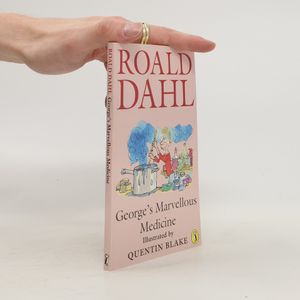 ROALD
DAHL
George's Marvellous
Medicine
Illustrated by
QUENTIN BLAKE
ROALD DAHL George's Marvellous Medicine